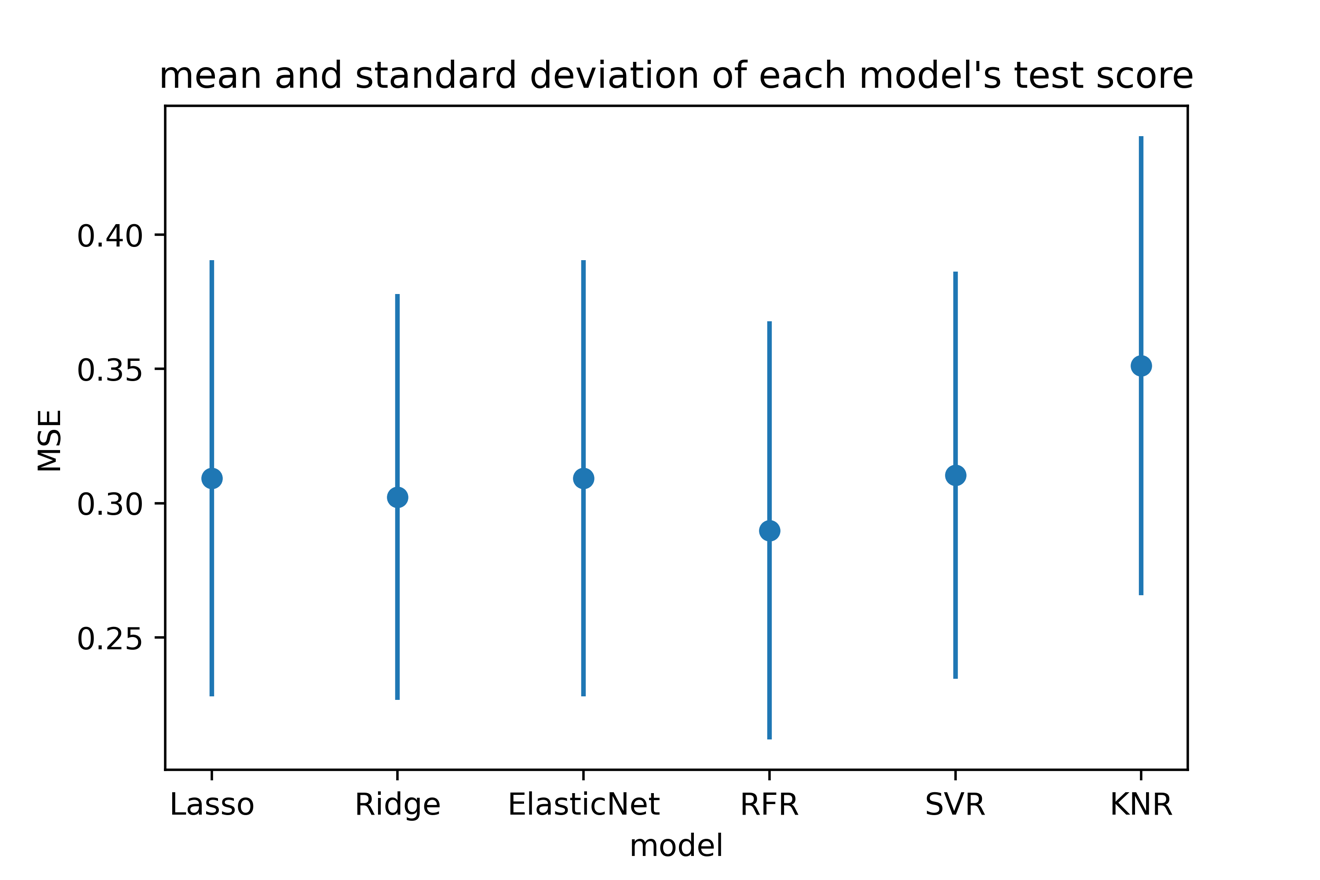 mean and standard deviation of each model's test score
0.40
0.35
0.30
0.25
MSE
Lasso Ridge ElasticNet RFR SVR KNR
model